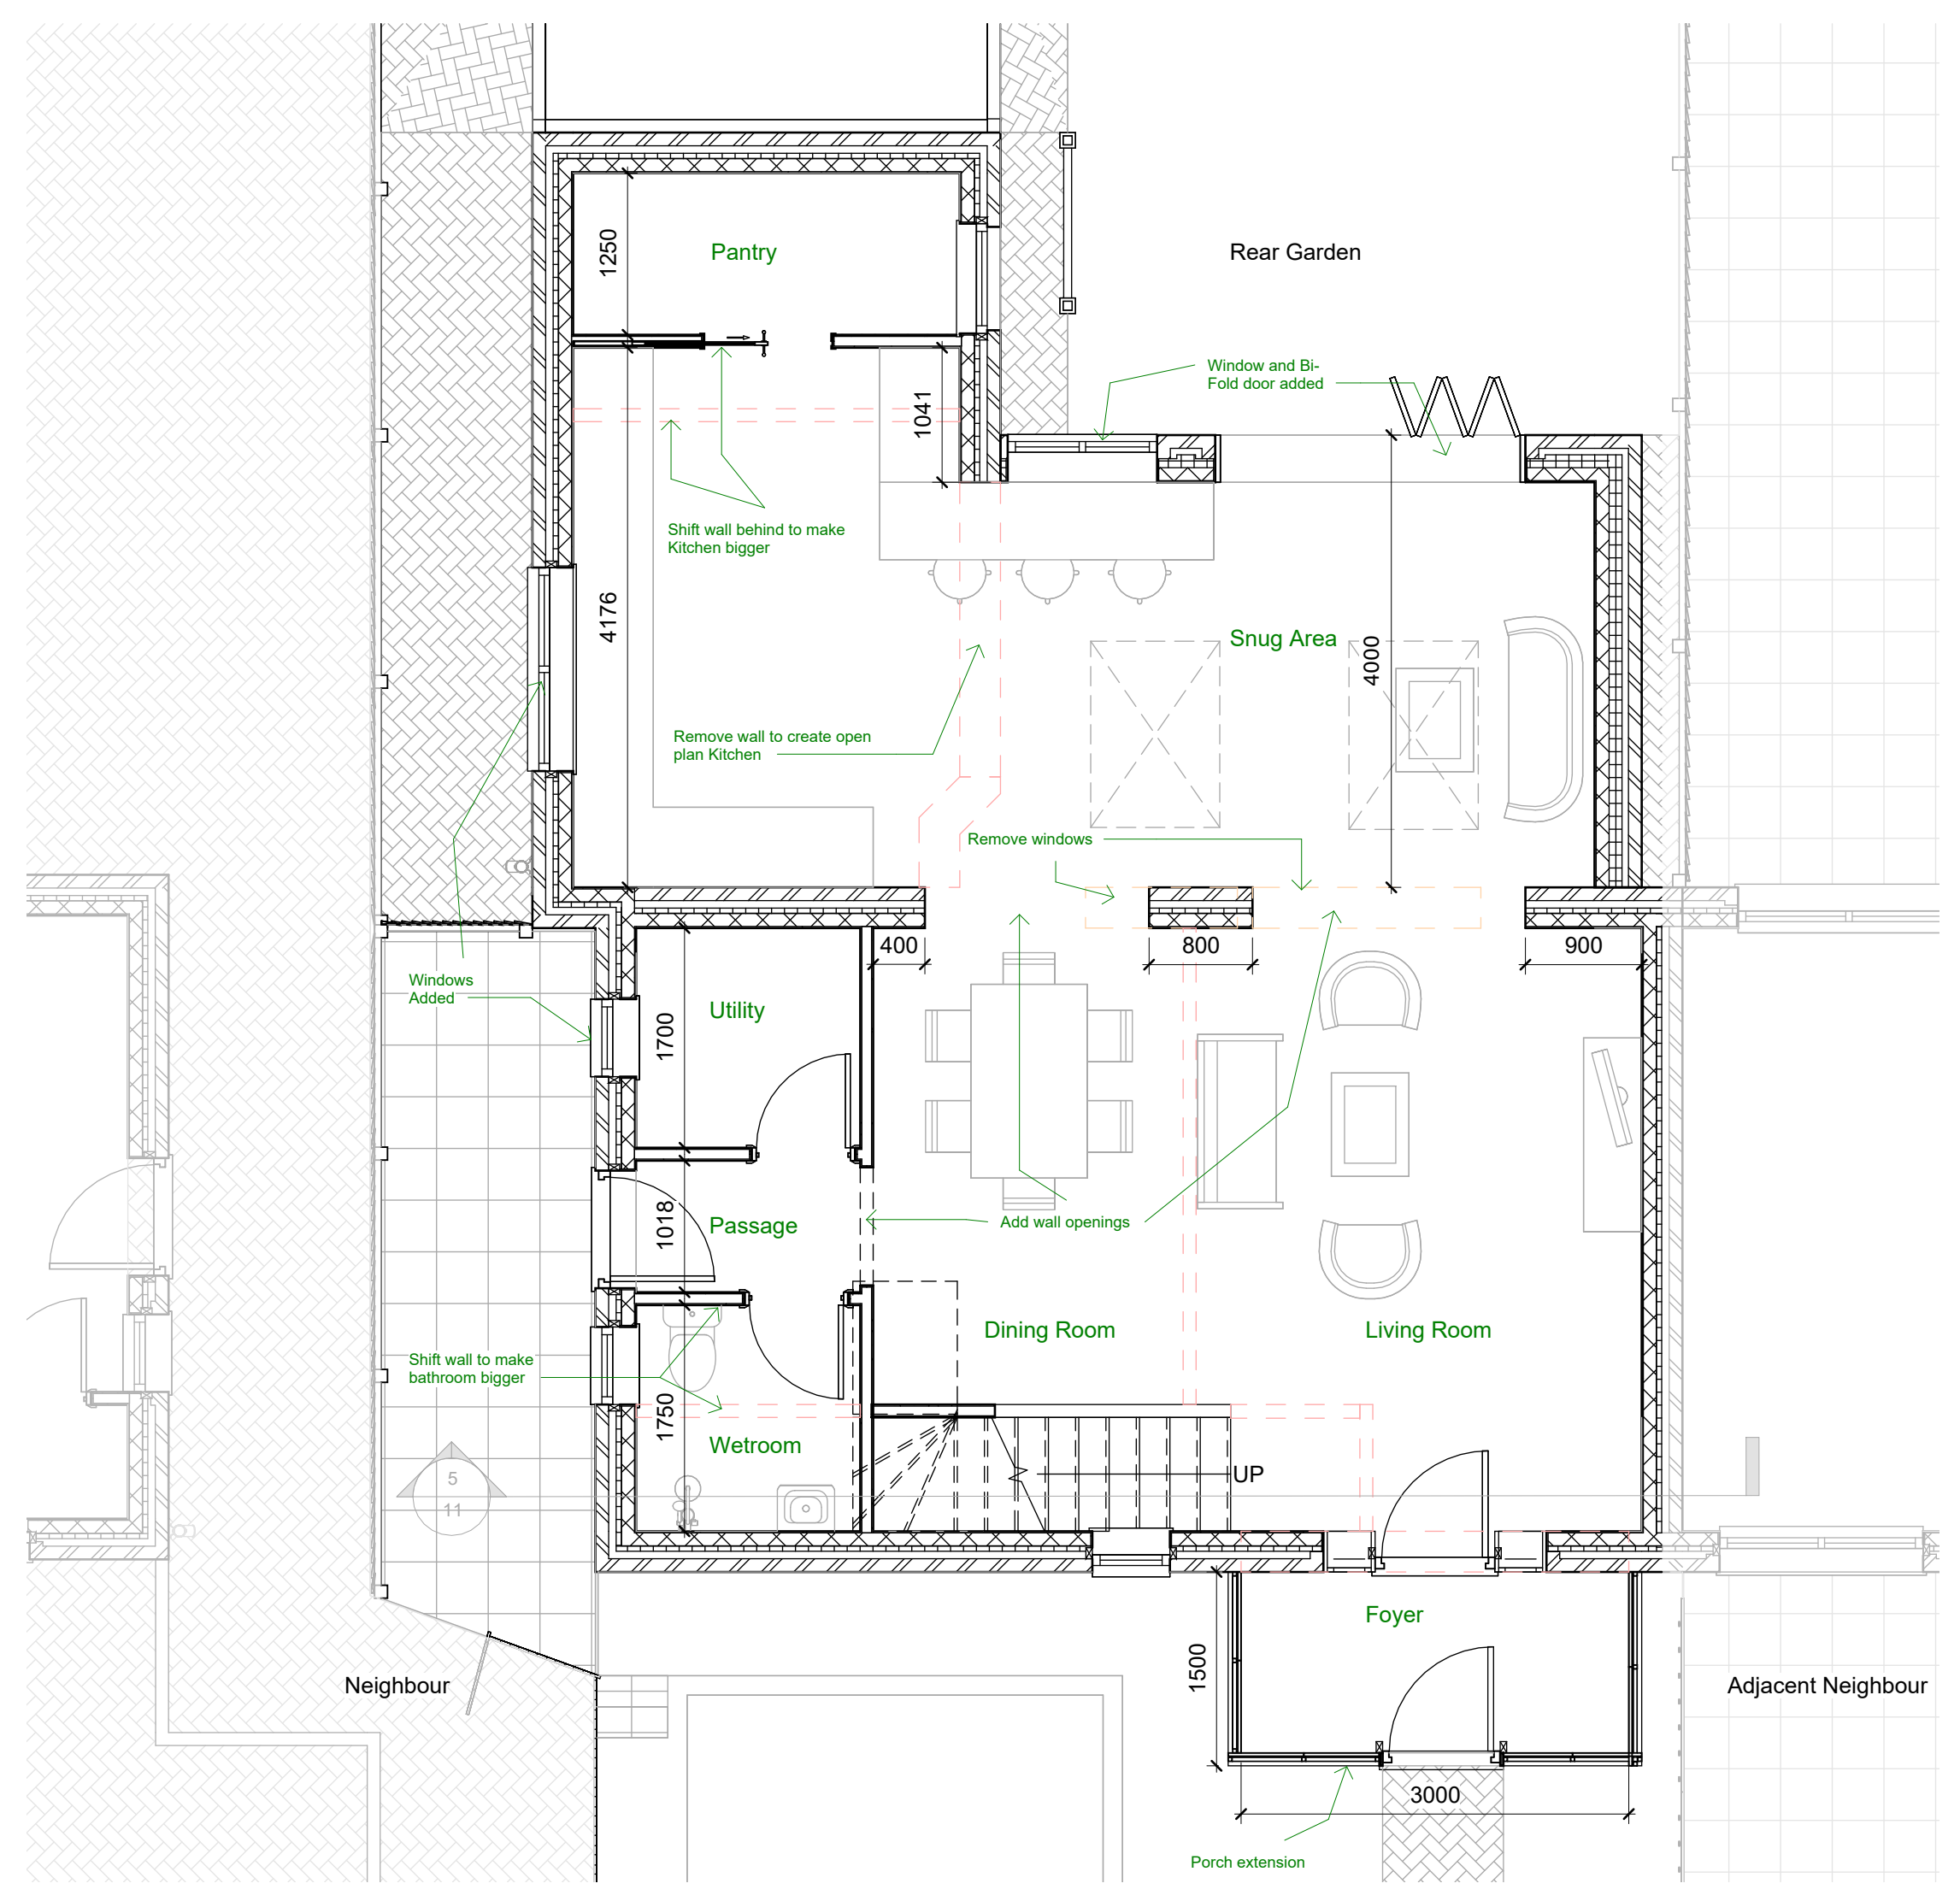 Pantry
1250
Rear Garden
Window and Bi-
Fold door added
1041
Shift wall behind to make
Kitchen bigger
4176
Snug Area
4000
Remove wall to create open
plan Kitchen
Remove windows
400
800
900
Windows
Added
Utility
1700
Passage
1018
Add wall openings
Dining Room
Living Room
Shift wall to make
bathroom bigger
1750
Wetroom
UP
5
11
Foyer
1500
Neighbour
Adjacent Neighbour
3000
Porch extension